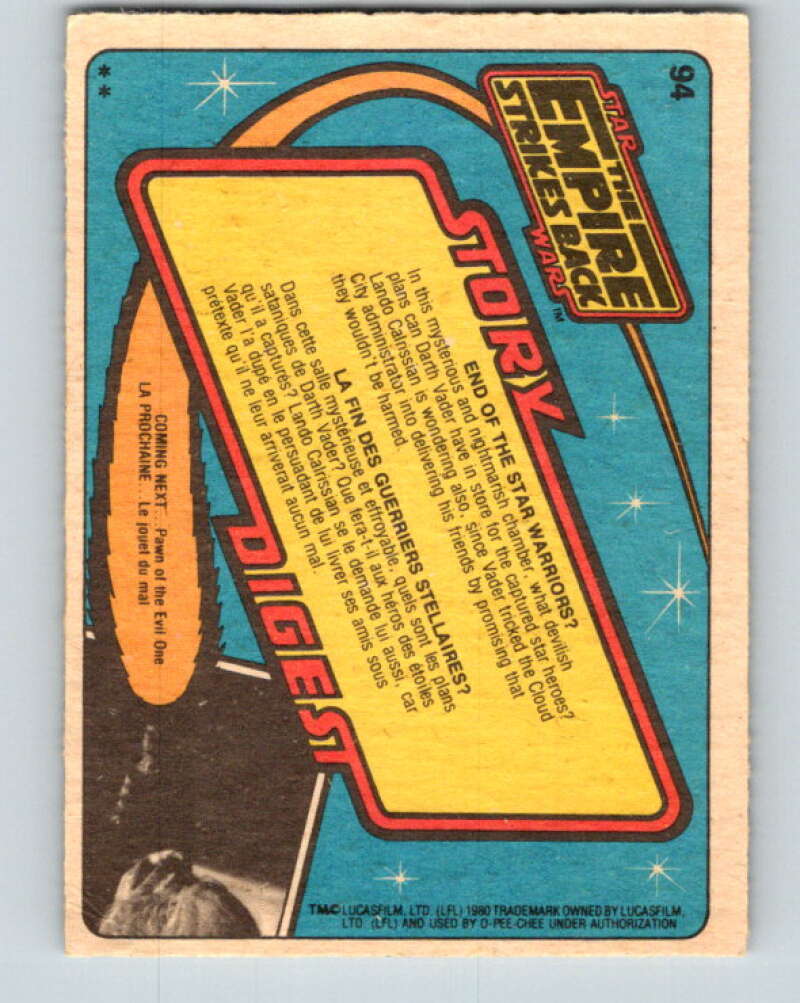 94
STAR
THE
EMPIRE
STRIKES BACK
WARS™
STORY
END OF THE STAR WARRIORS?
In this mysterious and nightmarish chamber, what devilish
plans can Darth Vader have in store for the captured star heroes?
Lando Calrissian is wondering also, since Vader tricked the Cloud
City administrator into delivering his friends by promising that
they wouldn't be harmed.
LA FIN DES GUERRIERS STELLAIRES?
Dans cette salle mystérieuse et effroyable, quels sont les plans
sataniques de Darth Vader? Que fera-t-il aux héros des étoiles
qu'il a capturés? Lando Calrissian se le demande lui aussi, car
Vader l'a dupé en le persuadant de lui livrer ses amis sous
prétexte qu'il ne leur arriverait aucun mal.
DIGEST
COMING NEXT... Pawn of the Evil One
LA PROCHAINE... Le jouet du mal
**
TM© LUCASFILM, LTD. (LFL) 1980 TRADEMARK OWNED BY LUCASFILM,
LTD. (LFL) AND USED BY O-PEE-CHEE UNDER AUTHORIZATION